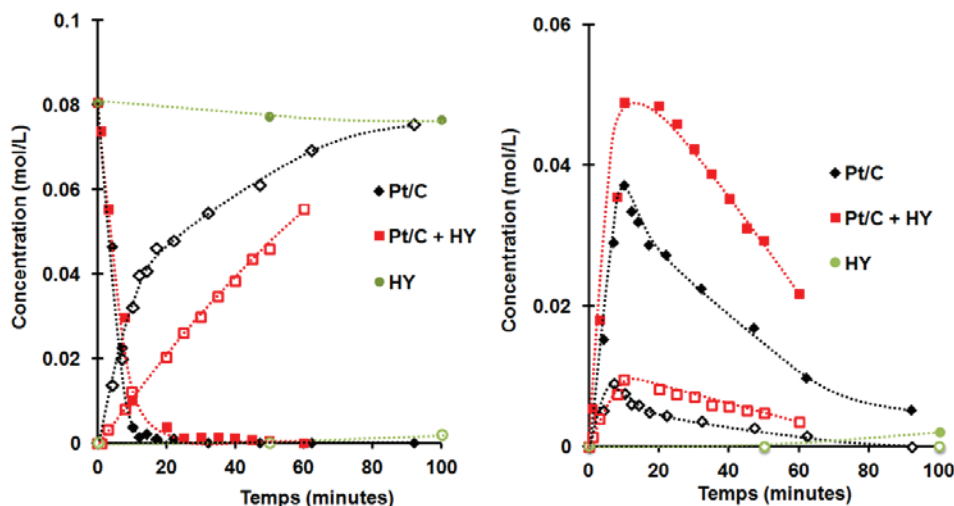 0.1
0.08
0.06
0.04
0.02
0
0 20 40 60 80 100
Concentration (mol/L)
Temps (minutes)
Pt/C
Pt/C + HY
HY
0.06
0.04
0.02
0
0 20 40 60 80 100
Concentration (mol/L)
Temps (minutes)
Pt/C
Pt/C + HY
HY